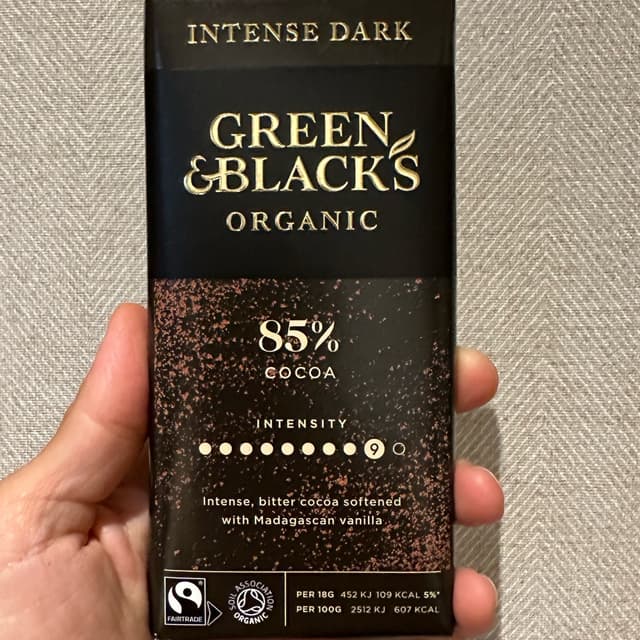 INTENSE DARK
GREEN
&BLACK'S
ORGANIC
85%
COCOA
INTENSITY
9
Intense, bitter cocoa softened
with Madagascan vanilla
FAIRTRADE
SOIL ASSOCIATION
ORGANIC
PER 18G 452 KJ 109 KCAL 5%*
PER 100G 2512 KJ 607 KCAL